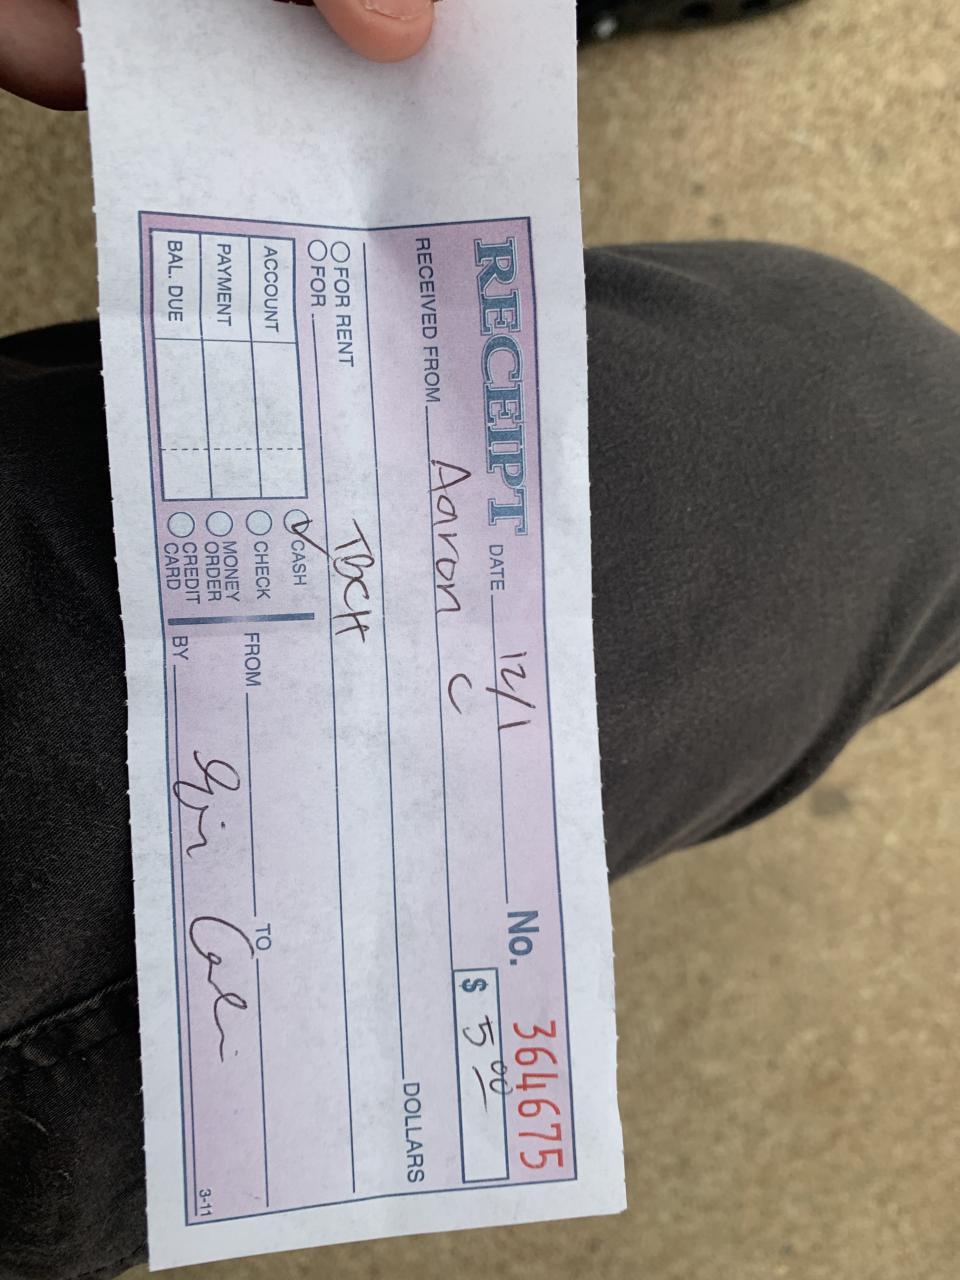 RECEIPT DATE 12/1 No. 364675
RECEIVED FROM Aaron C $ 5 00
DOLLARS
FOR RENT
FOR TBCH
ACCOUNT CASH
PAYMENT CHECK FROM TO
MONEY ORDER
BAL. DUE CREDIT CARD BY
3-11